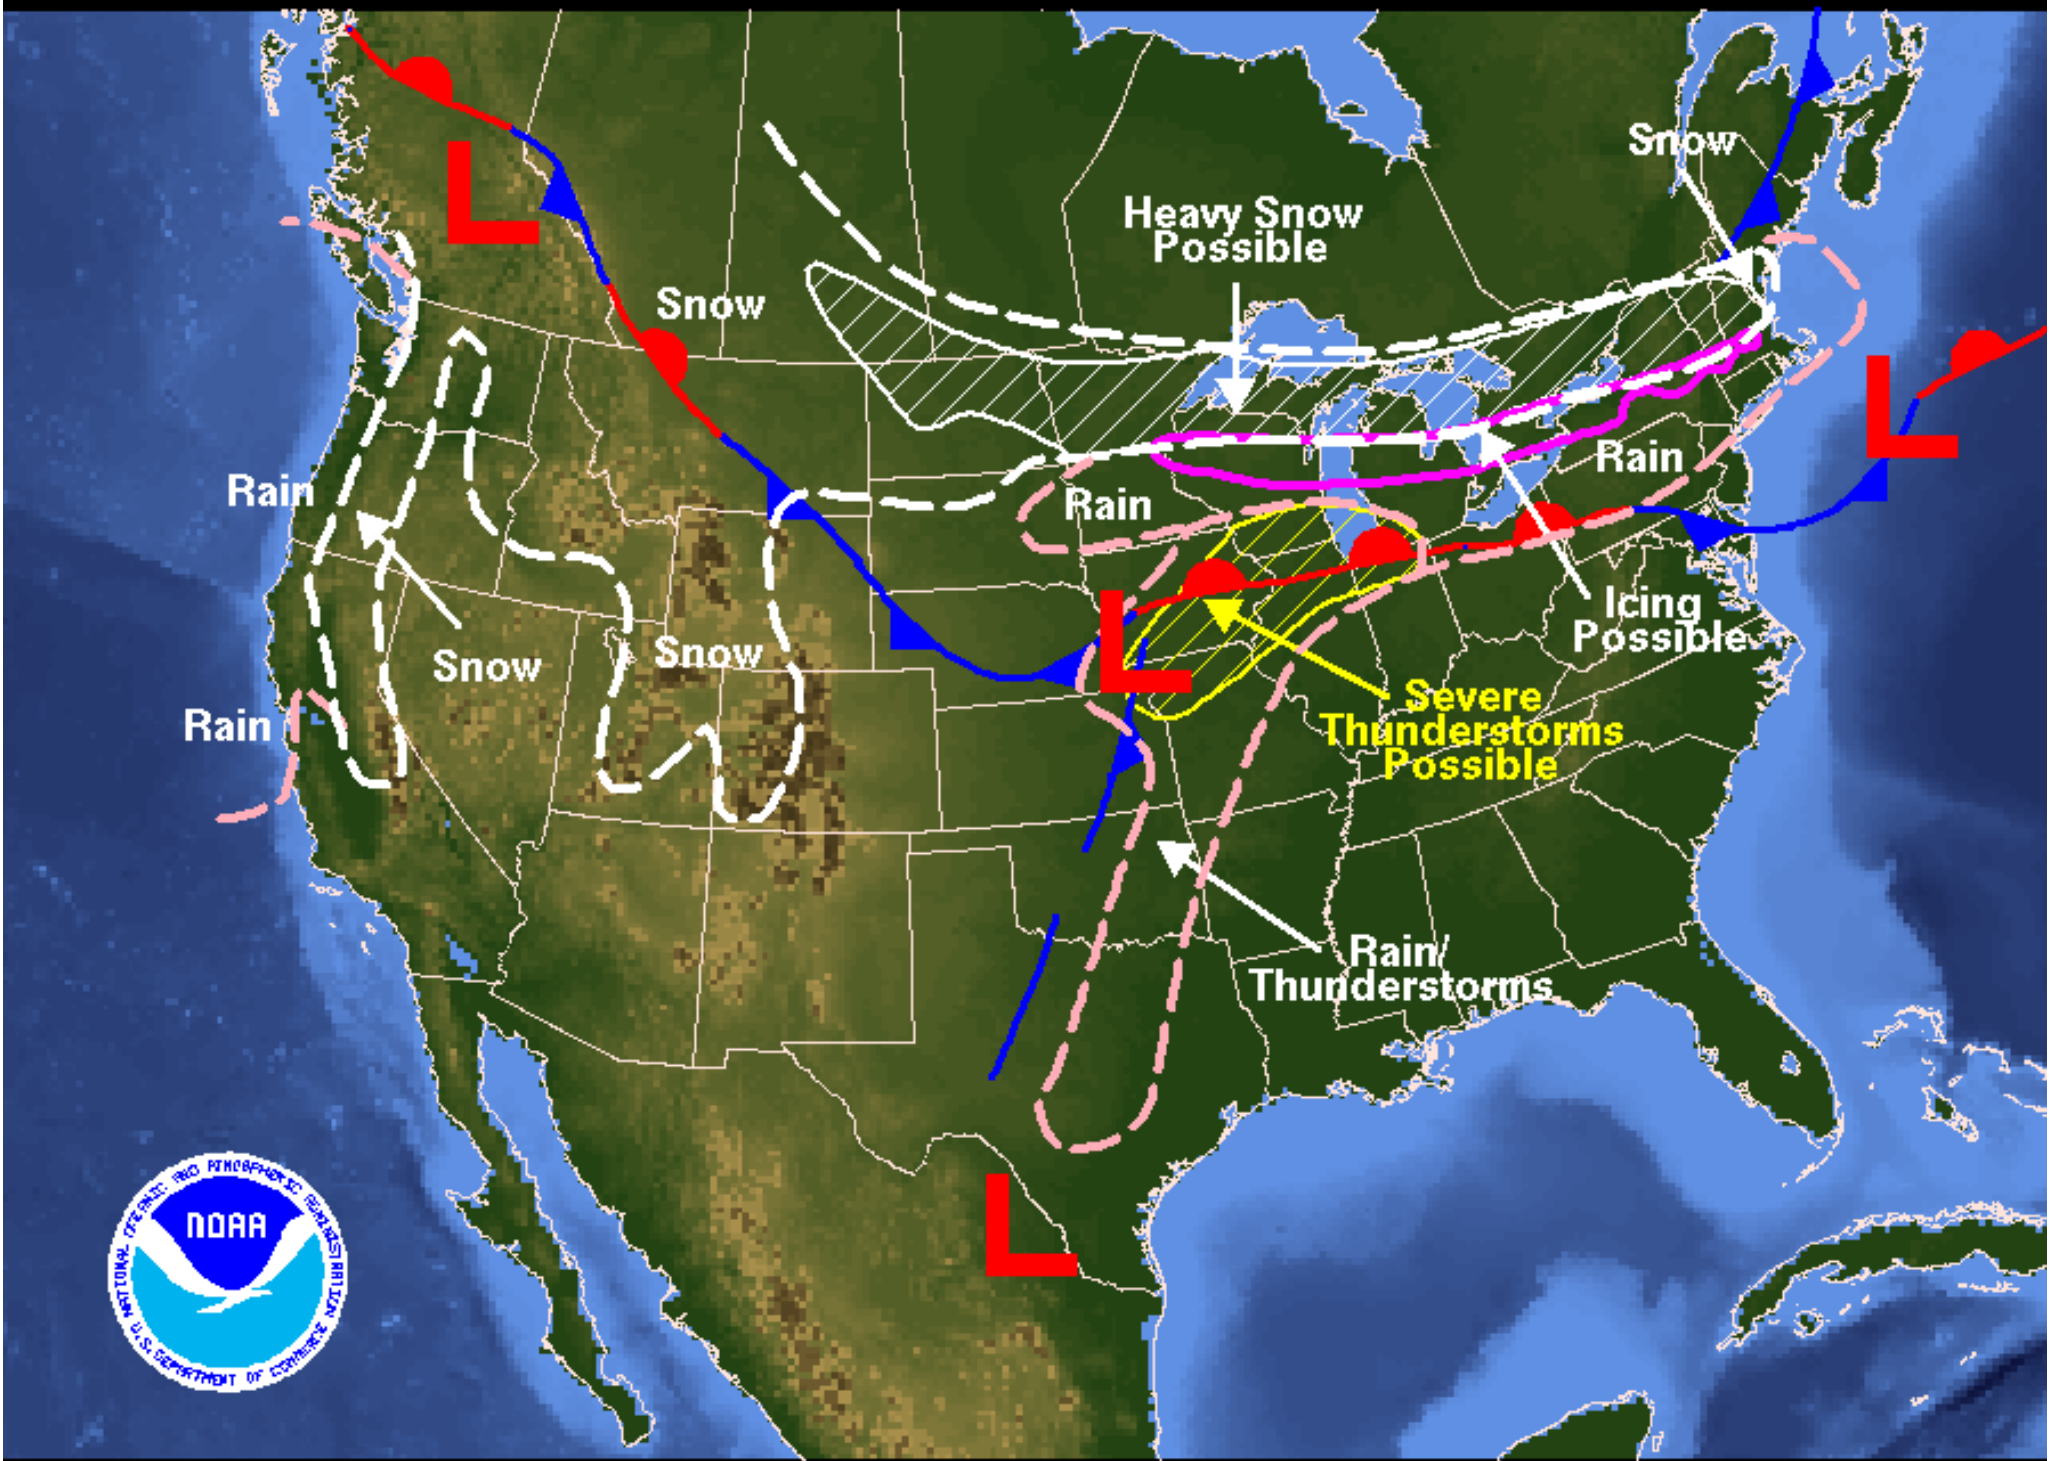 Snow
Heavy Snow
Possible
Snow
Rain
Rain
Rain
Icing
Possible
Snow
Snow
Rain
Severe
Thunderstorms
Possible
Rain/
Thunderstorms
L
L
L
L
NATIONAL OCEANIC AND ATMOSPHERIC ADMINISTRATION
NOAA
U.S. DEPARTMENT OF COMMERCE